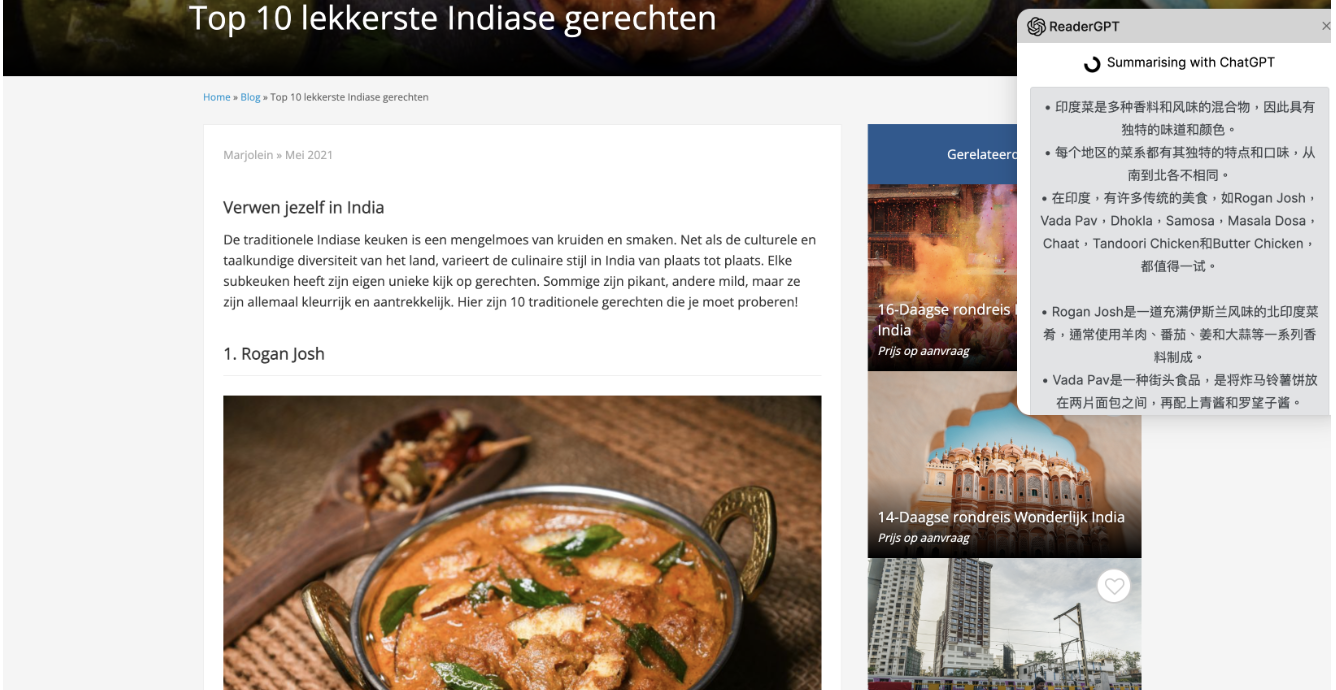 Top 10 lekkerste Indiase gerechten
ReaderGPT
Summarising with ChatGPT
• 印度菜是多种香料和风味的混合物，因此具有
独特的味道和颜色。
• 每个地区的菜系都有其独特的特点和口味，从
南到北各不相同。
• 在印度，有许多传统的美食，如Rogan Josh，
Vada Pav，Dhokla，Samosa，Masala Dosa，
Chaat，Tandoori Chicken和Butter Chicken，
都值得一试。
• Rogan Josh是一道充满伊斯兰风味的北印度菜
肴，通常使用羊肉、番茄、姜和大蒜等一系列香
料制成。
• Vada Pav是一种街头食品，是将炸马铃薯饼放
在两片面包之间，再配上青酱和罗望子酱。
Home » Blog » Top 10 lekkerste Indiase gerechten
Marjolein » Mei 2021
Verwen jezelf in India
De traditionele Indiase keuken is een mengelmoes van kruiden en smaken. Net als de culturele en
taalkundige diversiteit van het land, varieert de culinaire stijl in India van plaats tot plaats. Elke
subkeuken heeft zijn eigen unieke kijk op gerechten. Sommige zijn pikant, andere mild, maar ze
zijn allemaal kleurrijk en aantrekkelijk. Hier zijn 10 traditionele gerechten die je moet proberen!
1. Rogan Josh
Gerelateerd
16-Daagse rondreis
India
Prijs op aanvraag
14-Daagse rondreis Wonderlijk India
Prijs op aanvraag